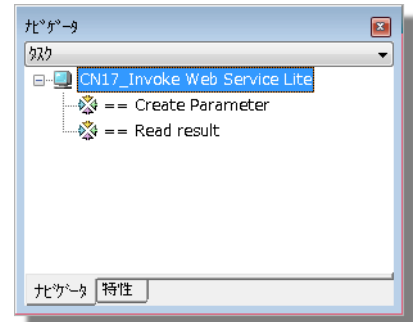 ﾅﾋﾞｹﾞｰﾀ
ﾀｽｸ
CN17_Invoke Web Service Lite
== Create Parameter
== Read result
ﾅﾋﾞｹﾞｰﾀ 特性